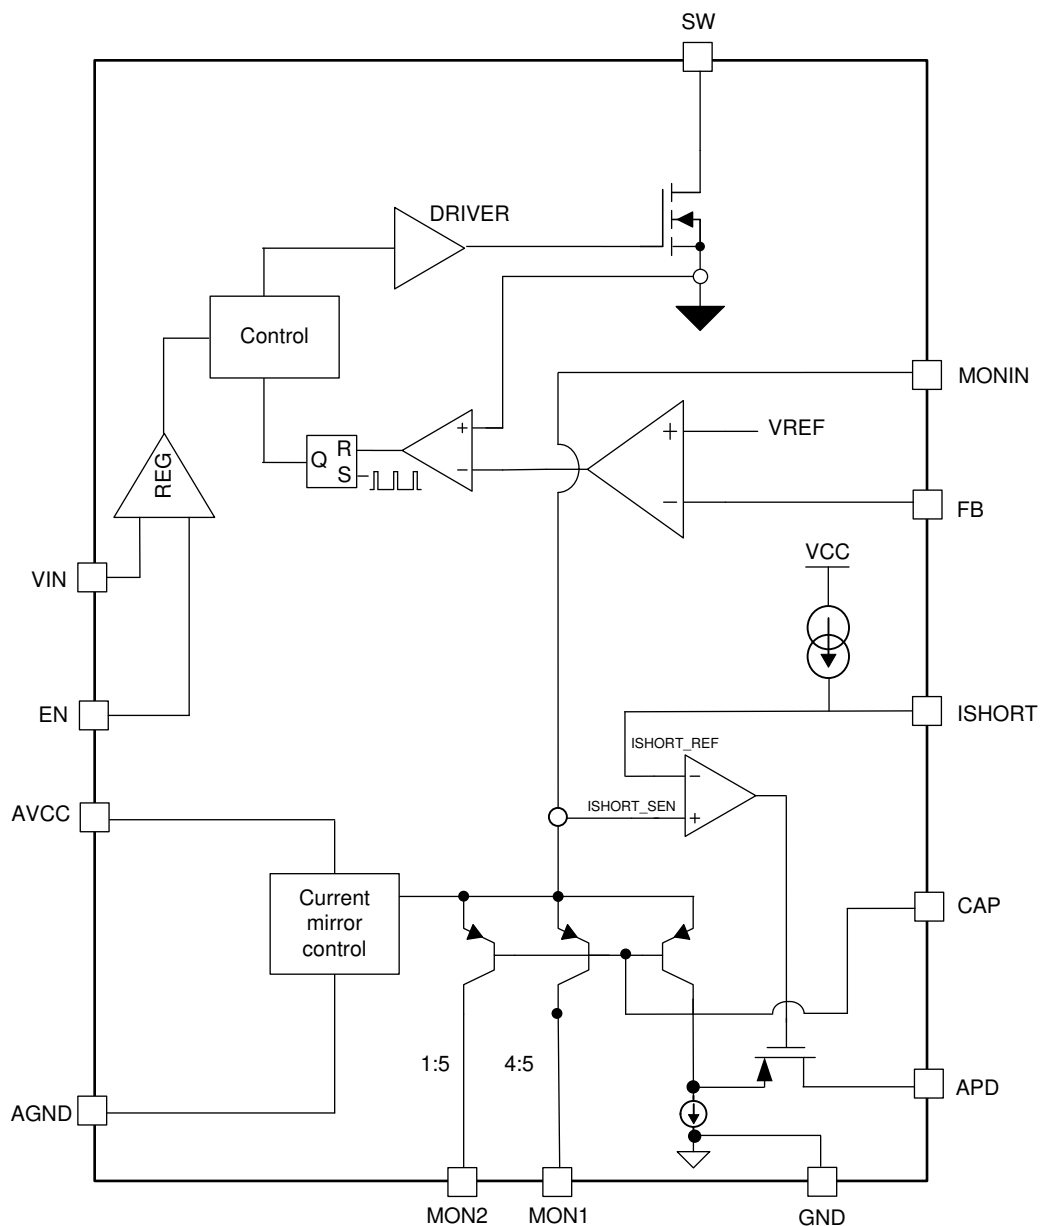 SW
DRIVER
Control
MONIN
VREF
+
−
+
−
R
Q
S
REG
FB
VCC
VIN
EN
ISHORT
ISHORT_REF
−
ISHORT_SEN
+
AVCC
Current
mirror
control
CAP
1:5
4:5
APD
AGND
MON2
MON1
GND